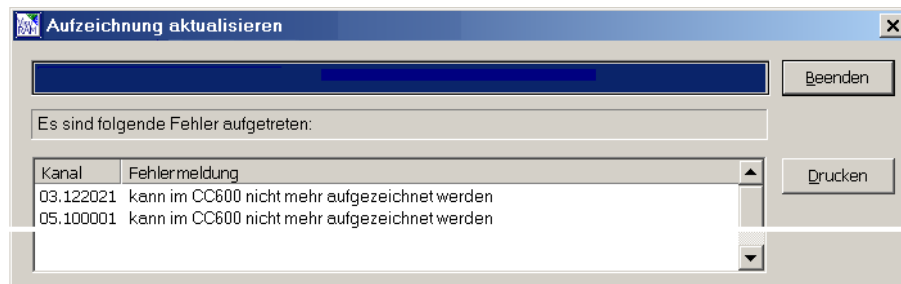 Aufzeichnung aktualisieren
Beenden
Es sind folgende Fehler aufgetreten:
Kanal Fehlermeldung
Drucken
03.122021 kann im CC600 nicht mehr aufgezeichnet werden
05.100001 kann im CC600 nicht mehr aufgezeichnet werden